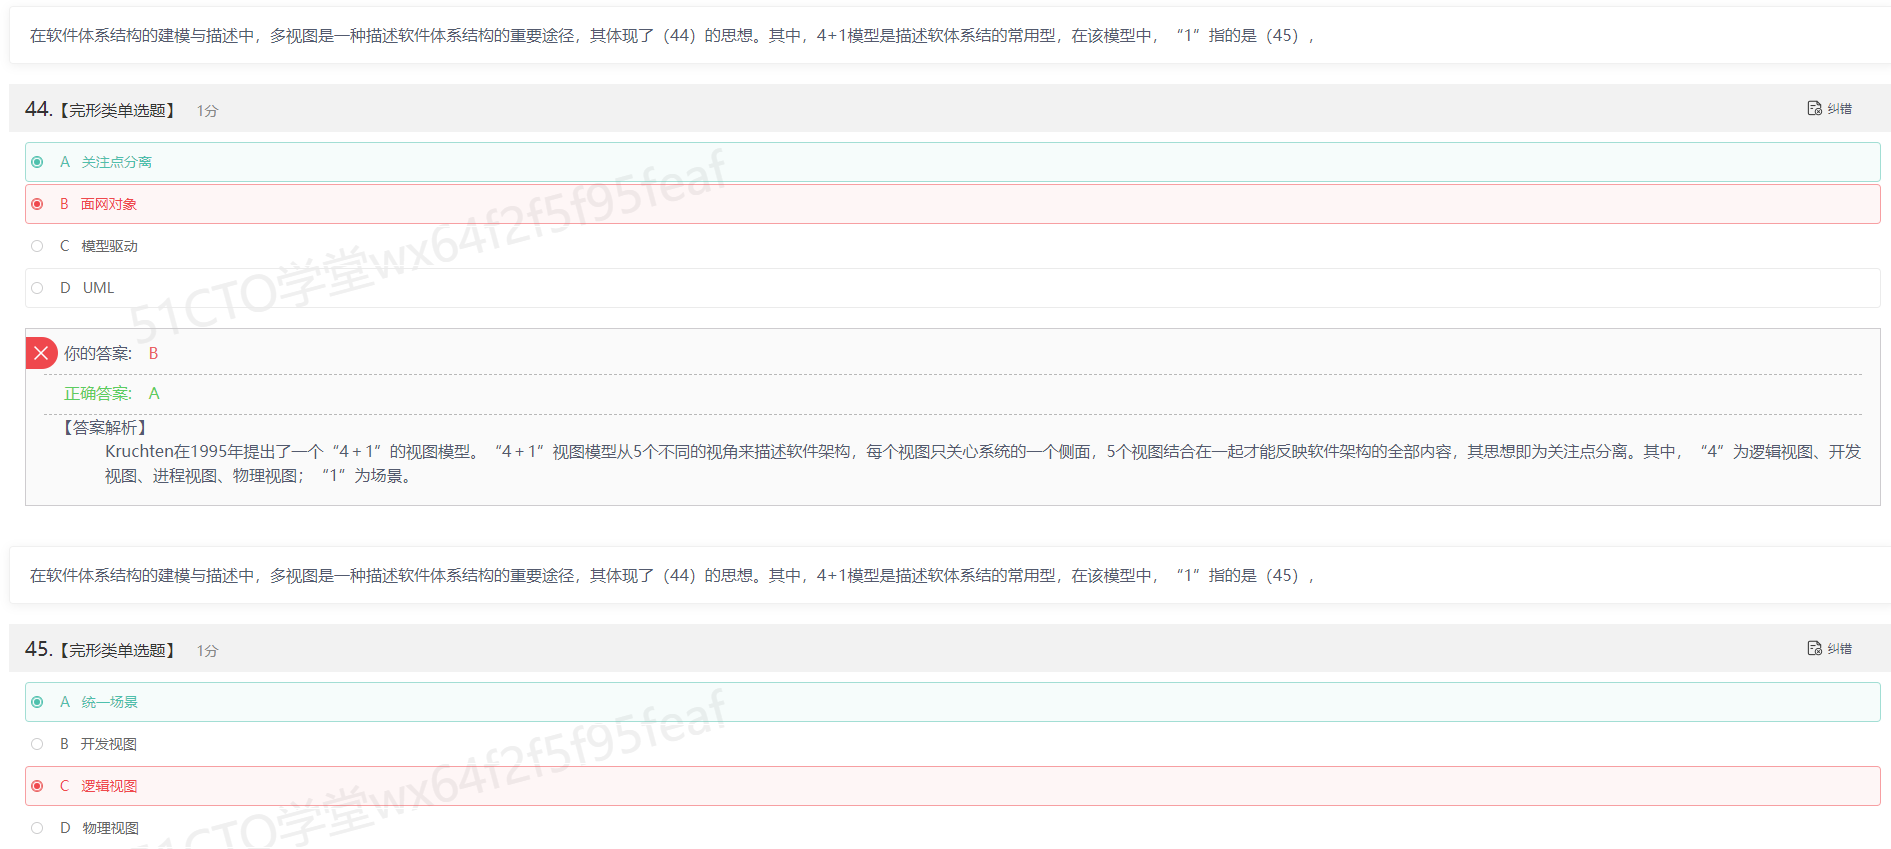 在软件体系结构的建模与描述中，多视图是一种描述软件体系结构的重要途径，其体现了（44）的思想。其中，4+1模型是描述软体系结的常用型，在该模型中，“1”指的是（45），
44.【完形类单选题】 1分 纠错
A 关注点分离
B 面网对象
C 模型驱动
D UML
51CTO学堂wx64f2f5f95feaf
你的答案: B
正确答案: A
【答案解析】
Kruchten在1995年提出了一个“4＋1”的视图模型。“4＋1”视图模型从5个不同的视角来描述软件架构，每个视图只关心系统的一个侧面，5个视图结合在一起才能反映软件架构的全部内容，其思想即为关注点分离。其中，“4”为逻辑视图、开发
视图、进程视图、物理视图；“1”为场景。
在软件体系结构的建模与描述中，多视图是一种描述软件体系结构的重要途径，其体现了（44）的思想。其中，4+1模型是描述软体系结的常用型，在该模型中，“1”指的是（45），
45.【完形类单选题】 1分 纠错
A 统一场景
B 开发视图
C 逻辑视图
D 物理视图
51CTO学堂wx64f2f5f95feaf